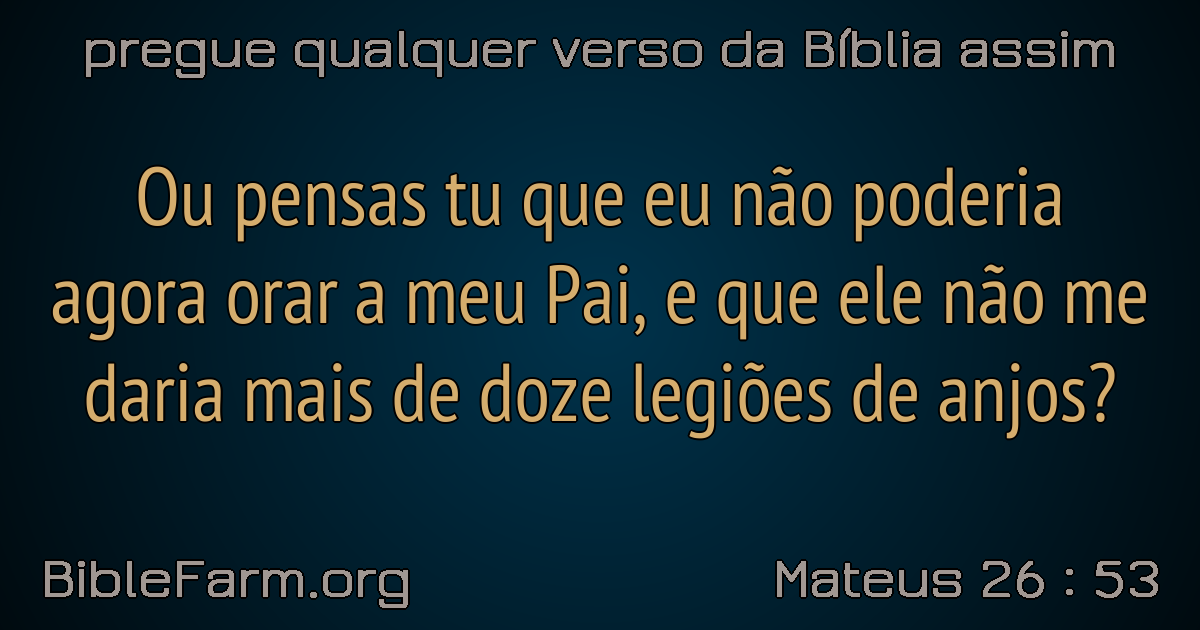 pregue qualquer verso da Bíblia assim
Ou pensas tu que eu não poderia
agora orar a meu Pai, e que ele não me
daria mais de doze legiões de anjos?
BibleFarm.org
Mateus 26 : 53